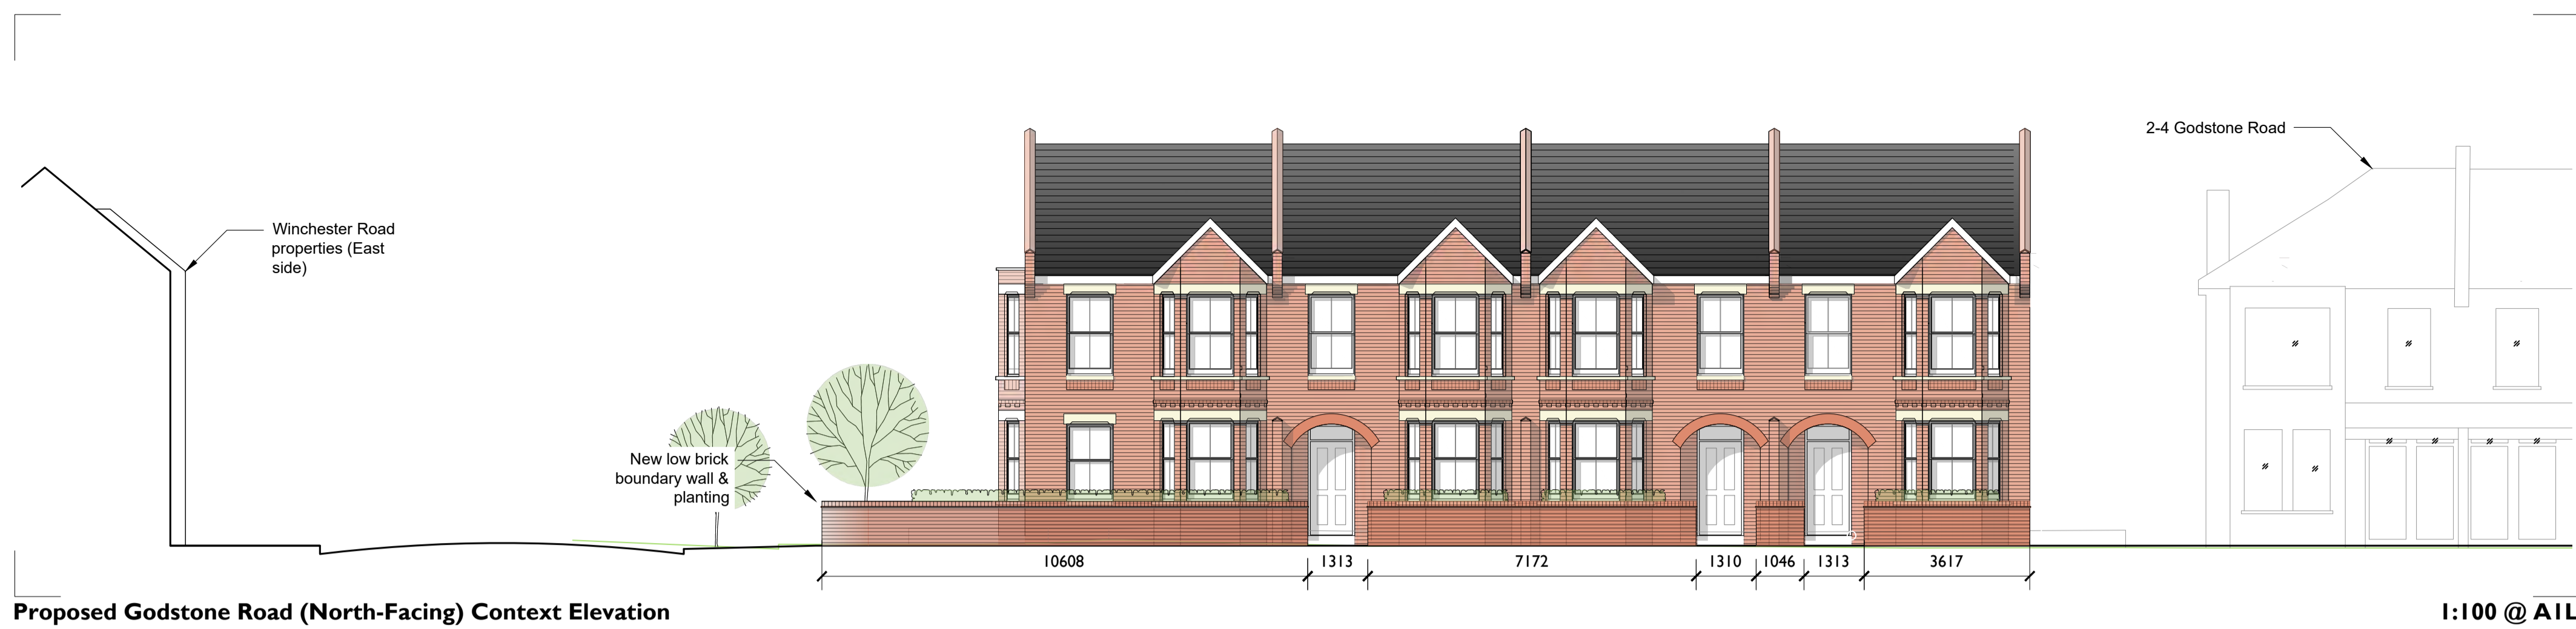 2-4 Godstone Road
Winchester Road
properties (East
side)
New low brick
boundary wall &
planting
10608
1313
7172
1310
1046
1313
3617
Proposed Godstone Road (North-Facing) Context Elevation
1:100 @ A1L